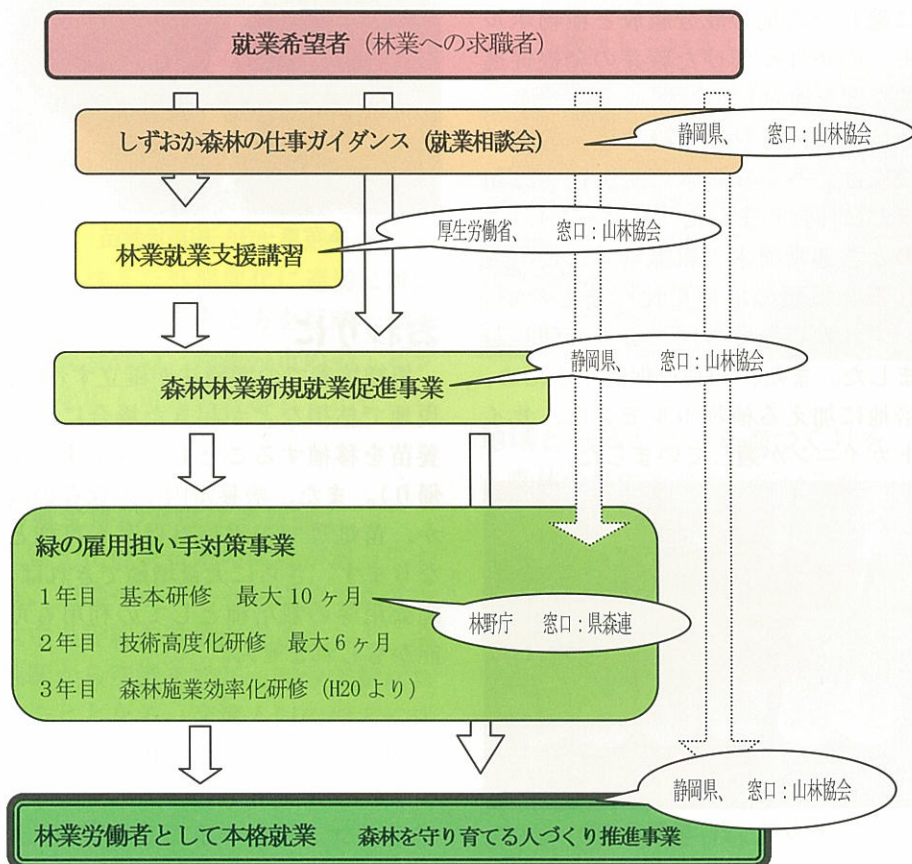 就業希望者（林業への求職者）
しずおか森林の仕事ガイダンス（就業相談会）
静岡県、　窓口：山林協会
厚生労働省、　窓口：山林協会
林業就業支援講習
静岡県、　窓口：山林協会
森林林業新規就業促進事業
緑の雇用担い手対策事業
1年目　基本研修　最大10ヶ月
林野庁　窓口：県森連
2年目　技術高度化研修　最大6ヶ月
3年目　森林施業効率化研修（H20より）
静岡県、　窓口：山林協会
林業労働者として本格就業　森林を守り育てる人づくり推進事業